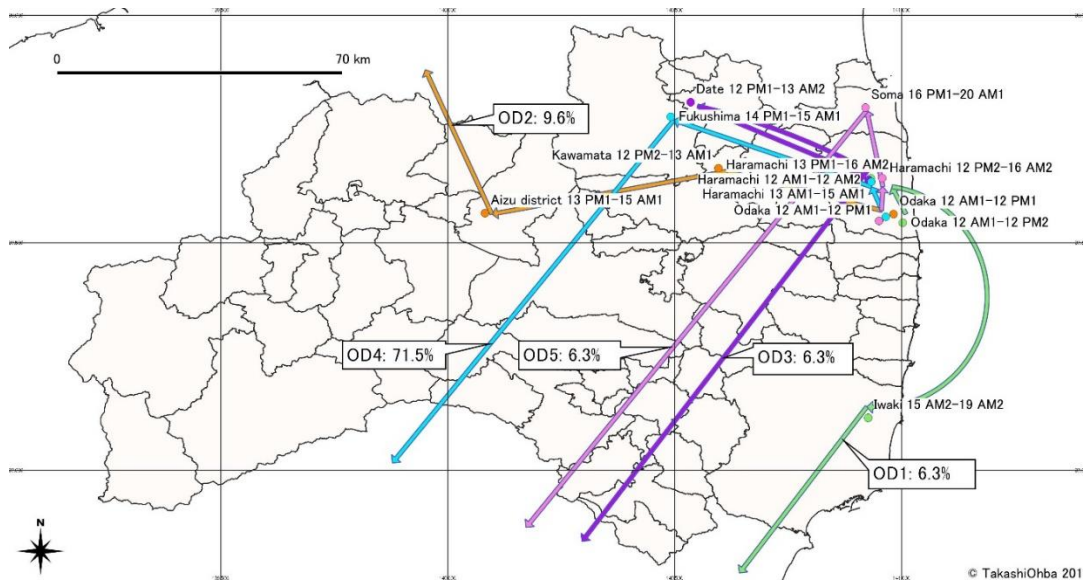 0 70 km
Date 12 PM1-13 AM2
Soma 16 PM1-20 AM1
OD2: 9.6%
Fukushima 14 PM1-15 AM1
Kawamata 12 PM2-13 AM1
Haramachi 13 PM1-16 AM2
Haramachi 12 PM2-16 AM2
Haramachi 12 AM1-12 AM2
Haramachi 13 AM1-15 AM1
Aizu district 13 PM1-15 AM1
Odaka 12 AM1-12 PM1
Odaka 12 AM1-12 PM1
Odaka 12 AM1-12 PM2
OD4: 71.5%
OD5: 6.3%
OD3: 6.3%
Iwaki 15 AM2-19 AM2
OD1: 6.3%
N
© TakashiOhba 201